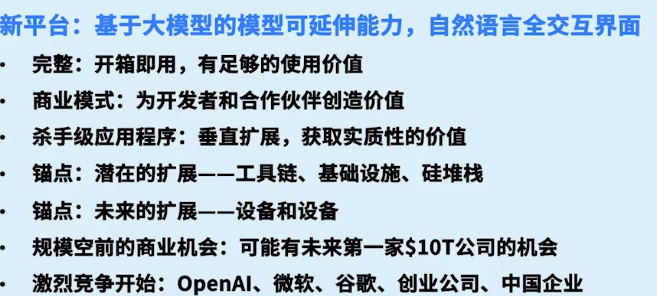 新平台：基于大模型的模型可延伸能力，自然语言全交互界面
• 完整：开箱即用，有足够的使用价值
• 商业模式：为开发者和合作伙伴创造价值
• 杀手级应用程序：垂直扩展，获取实质性的价值
• 锚点：潜在的扩展——工具链、基础设施、硅堆栈
• 锚点：未来的扩展——设备和设备
• 规模空前的商业机会：可能有未来第一家$10T公司的机会
• 激烈竞争开始：OpenAI、微软、谷歌、创业公司、中国企业